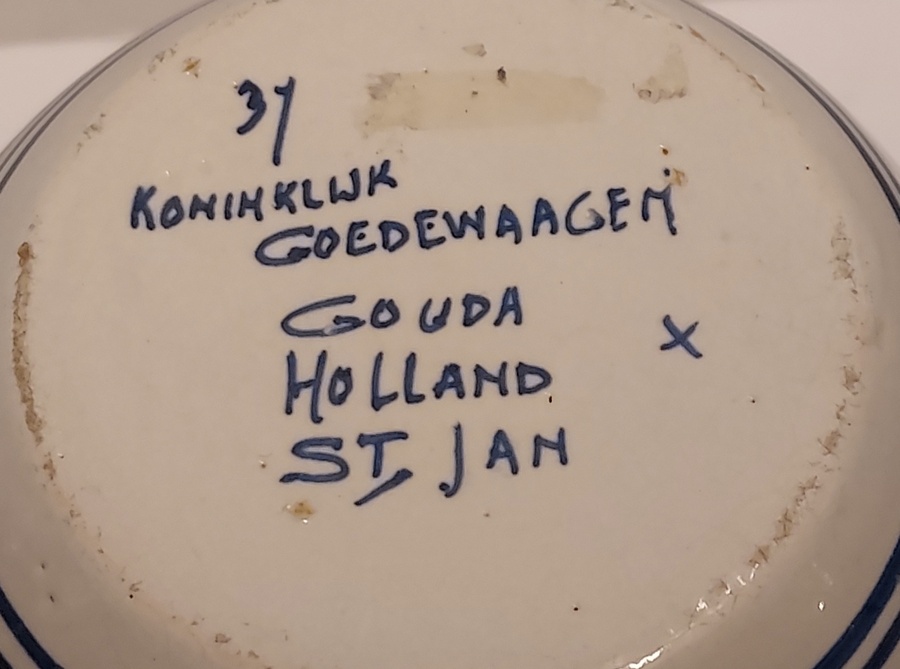 37
KONINKLIJK
GOEDEWAAGEN
GOUDA
X
HOLLAND
ST, JAN